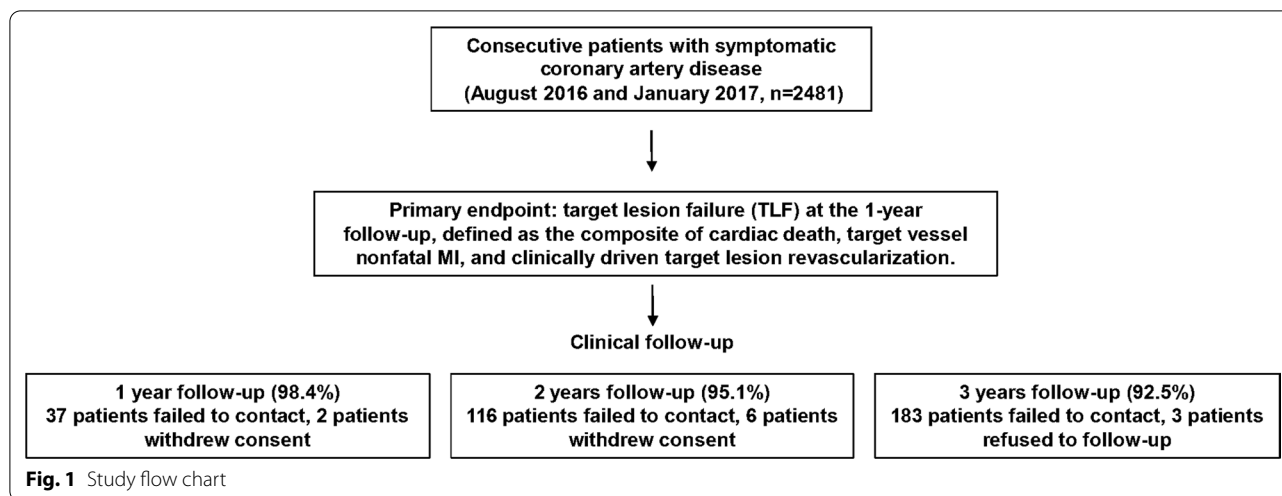 Consecutive patients with symptomatic
coronary artery disease
(August 2016 and January 2017, n=2481)
Primary endpoint: target lesion failure (TLF) at the 1-year
follow-up, defined as the composite of cardiac death, target vessel
nonfatal MI, and clinically driven target lesion revascularization.
Clinical follow-up
1 year follow-up (98.4%)
37 patients failed to contact, 2 patients
withdrew consent
2 years follow-up (95.1%)
116 patients failed to contact, 6 patients
withdrew consent
3 years follow-up (92.5%)
183 patients failed to contact, 3 patients
refused to follow-up
Fig. 1 Study flow chart